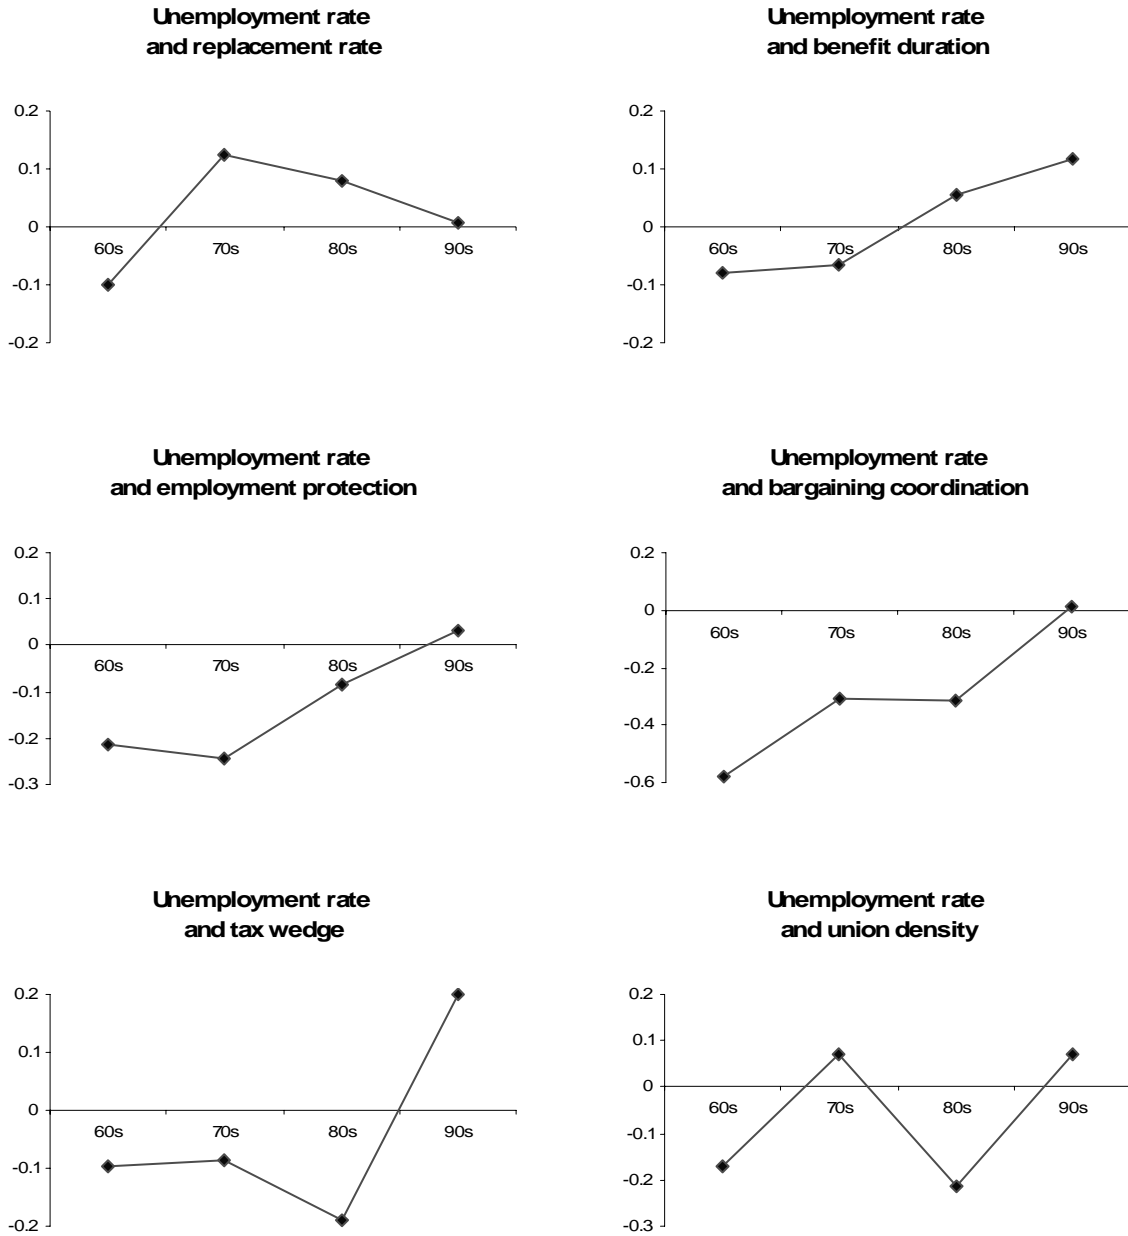 Unemployment rate
and replacement rate
0.2
0.1
0
-0.1
-0.2
60s 70s 80s 90s
Unemployment rate
and benefit duration
0.2
0.1
0
-0.1
-0.2
60s 70s 80s 90s
Unemployment rate
and employment protection
0.2
0.1
0
-0.1
-0.2
-0.3
60s 70s 80s 90s
Unemployment rate
and bargaining coordination
0.2
0
-0.2
-0.4
-0.6
60s 70s 80s 90s
Unemployment rate
and tax wedge
0.2
0.1
0
-0.1
-0.2
60s 70s 80s 90s
Unemployment rate
and union density
0.2
0.1
0
-0.1
-0.2
-0.3
60s 70s 80s 90s